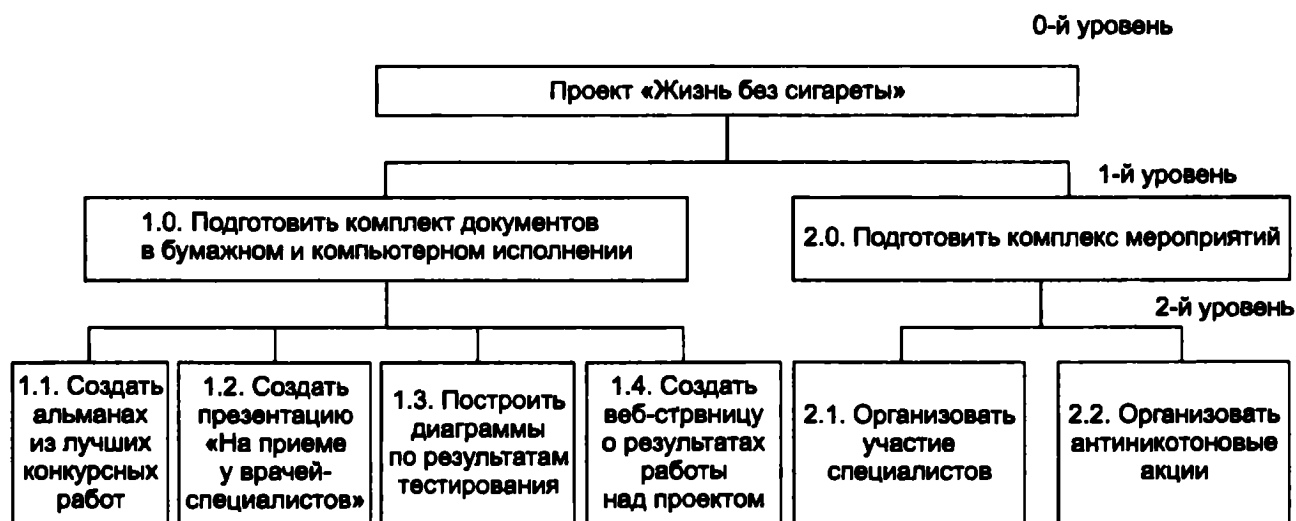 0-й уровень
Проект «Жизнь без сигареты»
1-й уровень
1.0. Подготовить комплект документов
в бумажном и компьютерном исполнении
2.0. Подготовить комплекс мероприятий
2-й уровень
1.1. Создать
альманах
из лучших
конкурсных
работ
1.2. Создать
презентацию
«На приеме
у врачей-
специалистов»
1.3. Построить
диаграммы
по результатам
тестирования
1.4. Создать
веб-стрвницу
о результатах
работы
над проектом
2.1. Организовать
участие
специалистов
2.2. Организовать
антиникотоновые
акции